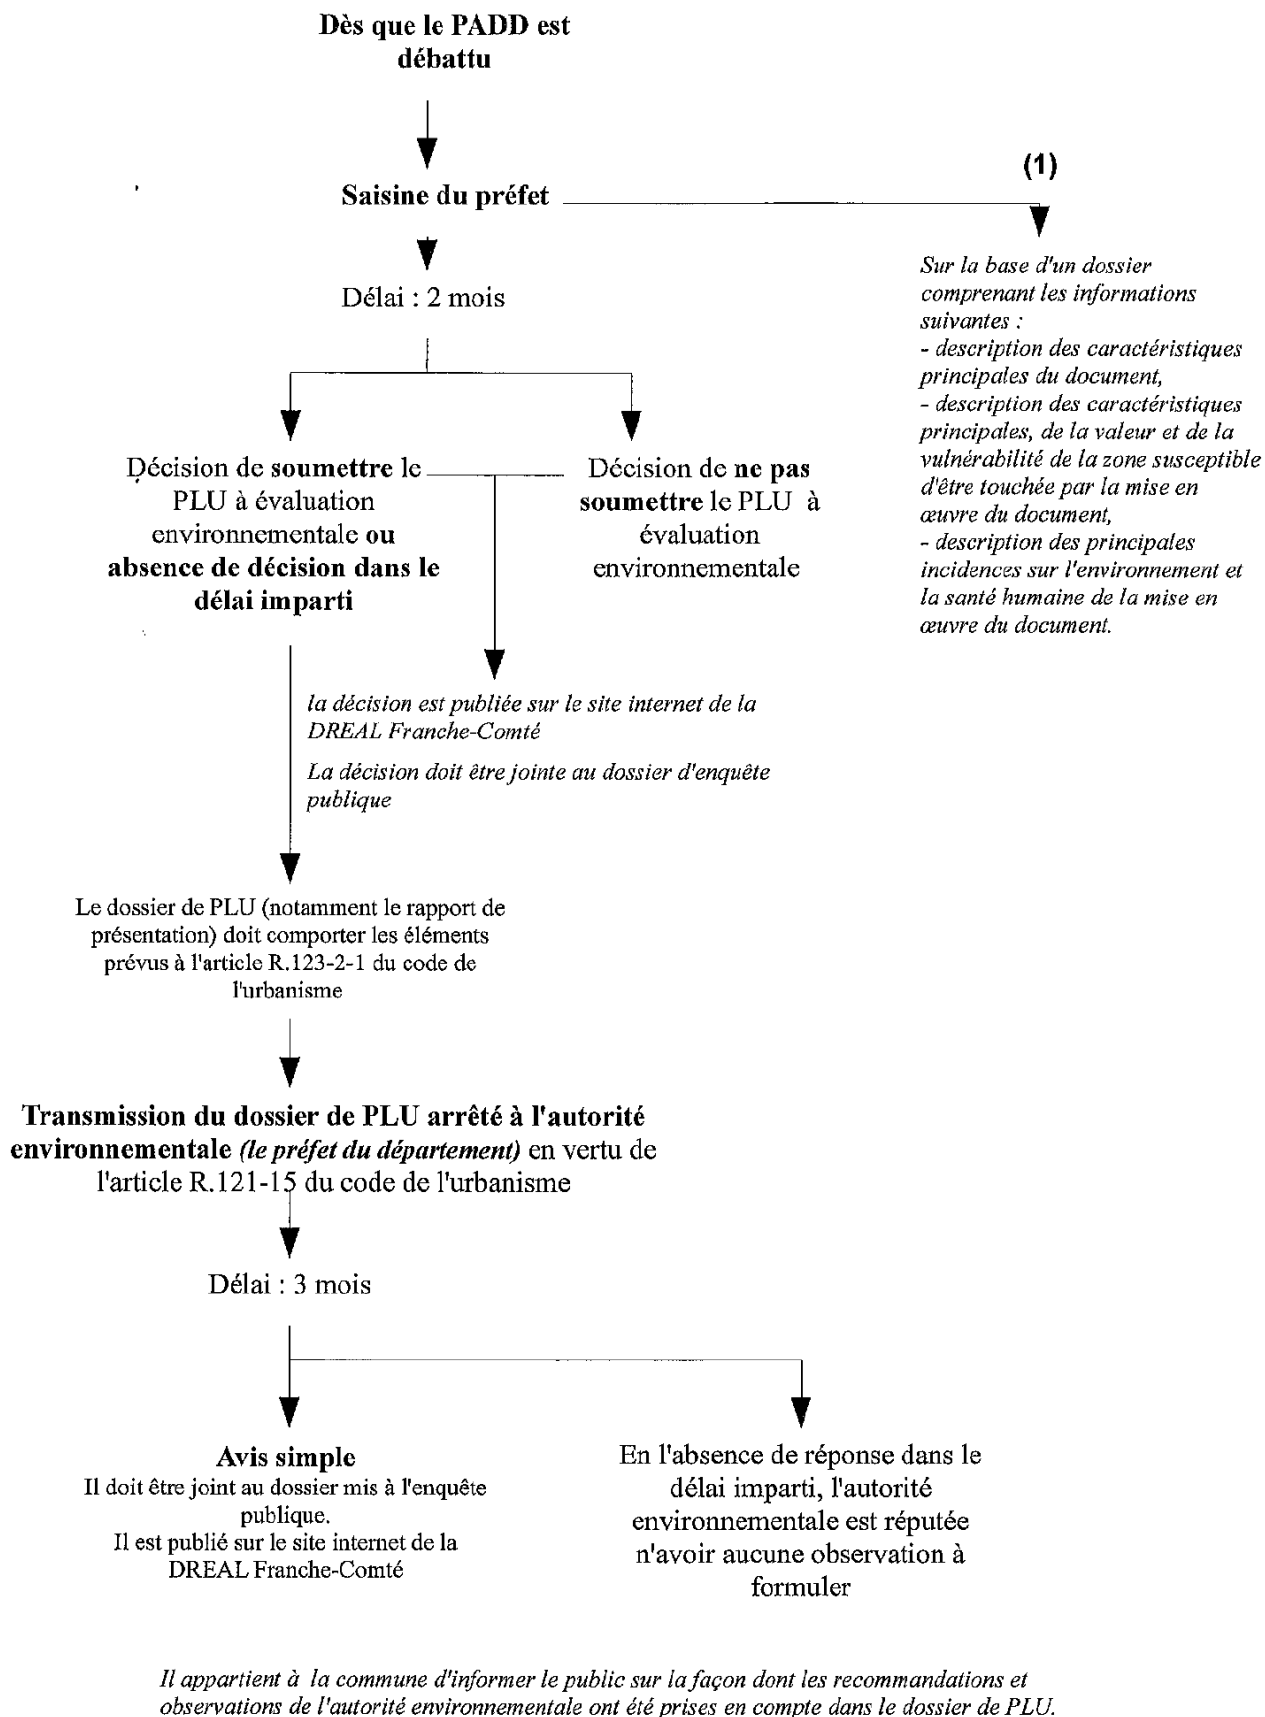 Dès que le PADD est
débattu
Saisine du préfet
(1)
Sur la base d'un dossier
comprenant les informations
suivantes :
- description des caractéristiques
principales du document,
- description des caractéristiques
principales, de la valeur et de la
vulnérabilité de la zone susceptible
d'être touchée par la mise en
œuvre du document,
- description des principales
incidences sur l'environnement et
la santé humaine de la mise en
œuvre du document.
Délai : 2 mois
Décision de soumettre le
PLU à évaluation
environnementale ou
absence de décision dans le
délai imparti
Décision de ne pas
soumettre le PLU à
évaluation
environnementale
la décision est publiée sur le site internet de la
DREAL Franche-Comté
La décision doit être jointe au dossier d'enquête
publique
Le dossier de PLU (notamment le rapport de
présentation) doit comporter les éléments
prévus à l'article R.123-2-1 du code de
l'urbanisme
Transmission du dossier de PLU arrêté à l'autorité
environnementale (le préfet du département) en vertu de
l'article R.121-15 du code de l'urbanisme
Délai : 3 mois
Avis simple
Il doit être joint au dossier mis à l'enquête
publique.
Il est publié sur le site internet de la
DREAL Franche-Comté
En l'absence de réponse dans le
délai imparti, l'autorité
environnementale est réputée
n'avoir aucune observation à
formuler
Il appartient à la commune d'informer le public sur la façon dont les recommandations et
observations de l'autorité environnementale ont été prises en compte dans le dossier de PLU.